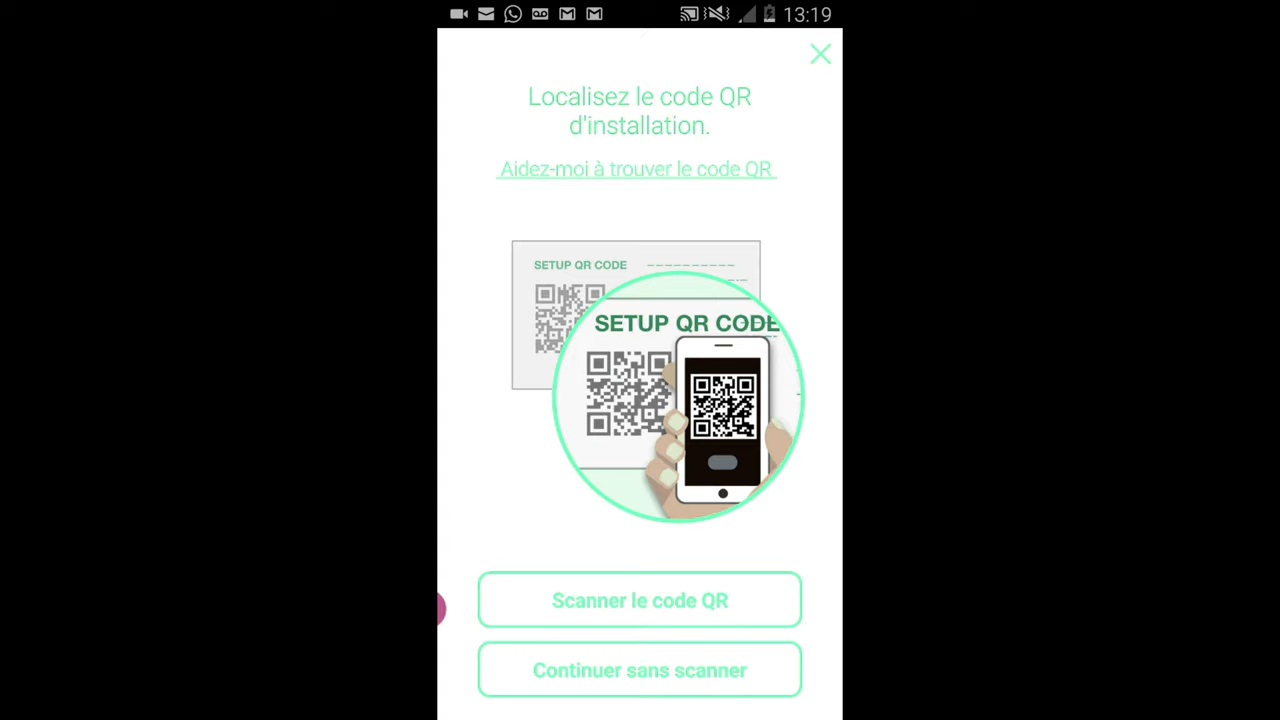 13:19
Localisez le code QR
d'installation.
Aidez-moi à trouver le code QR
SETUP QR CODE
SETUP QR CODE
Scanner le code QR
Continuer sans scanner